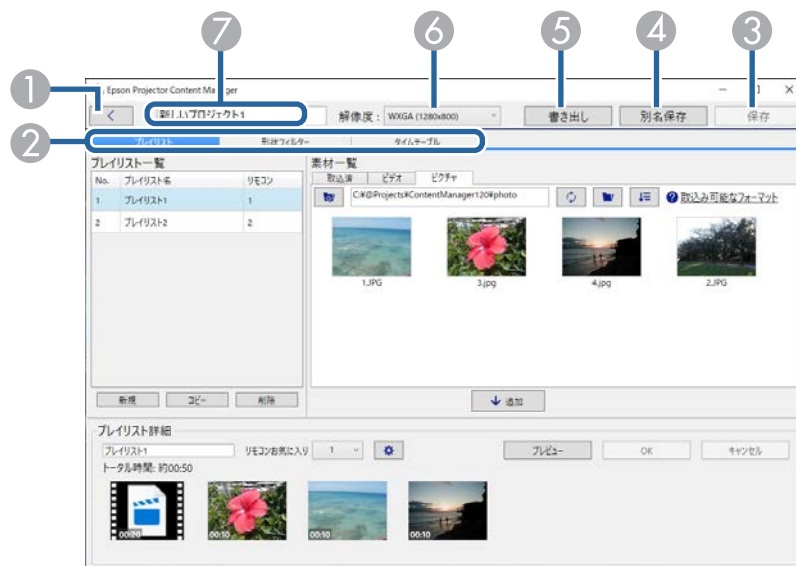 7
6
5
4
3
1
Epson Projector Content Manager
新しいプロジェクト1
解像度： WXGA (1280x800)
書き出し
別名保存
保存
2
プレイリスト
形状フィルター
タイムテーブル
プレイリスト一覧
No. プレイリスト名 リモコン
1 プレイリスト1 1
2 プレイリスト2 2
新規
コピー
削除
素材一覧
取込済
ビデオ
ピクチャ
C:¥@Projects¥ContentManager120¥photo
取込み可能なフォーマット
1.JPG
3.jpg
4.jpg
2.JPG
追加
プレイリスト詳細
プレイリスト1
リモコンお気に入り 1
プレビュー
OK
キャンセル
トータル時間: 約00:50
00:20
00:10
00:10
00:10